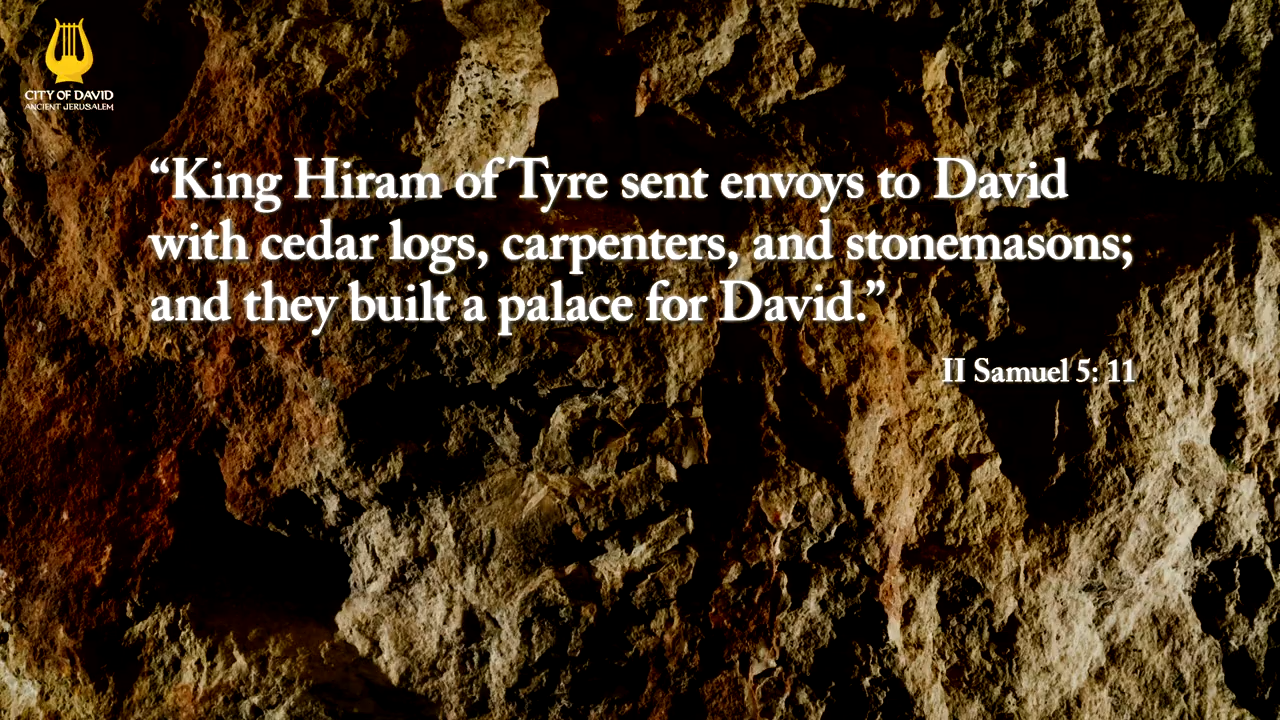 CITY OF DAVID
ANCIENT JERUSALEM
“King Hiram of Tyre sent envoys to David
with cedar logs, carpenters, and stonemasons;
and they built a palace for David.”
II Samuel 5: 11